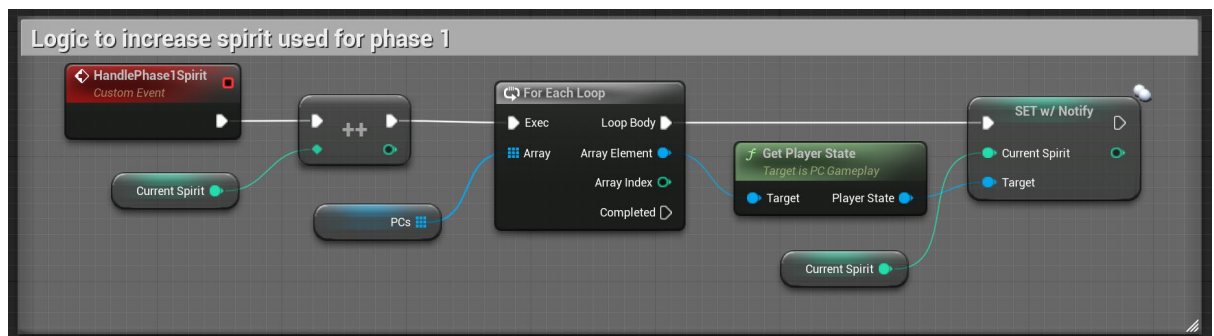 Logic to increase spirit used for phase 1
HandlePhase1Spirit
Custom Event
Current Spirit
++
PCs
For Each Loop
Exec
Loop Body
Array
Array Element
Array Index
Completed
Get Player State
Target is PC Gameplay
Target
Player State
Current Spirit
SET w/ Notify
Current Spirit
Target